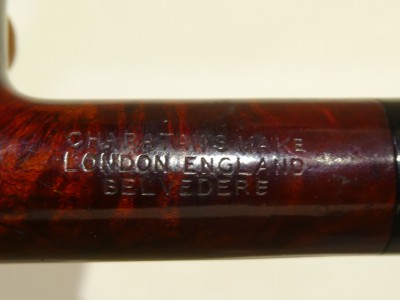 CHARATAN'S MAKE
LONDON ENGLAND
BELVEDERE